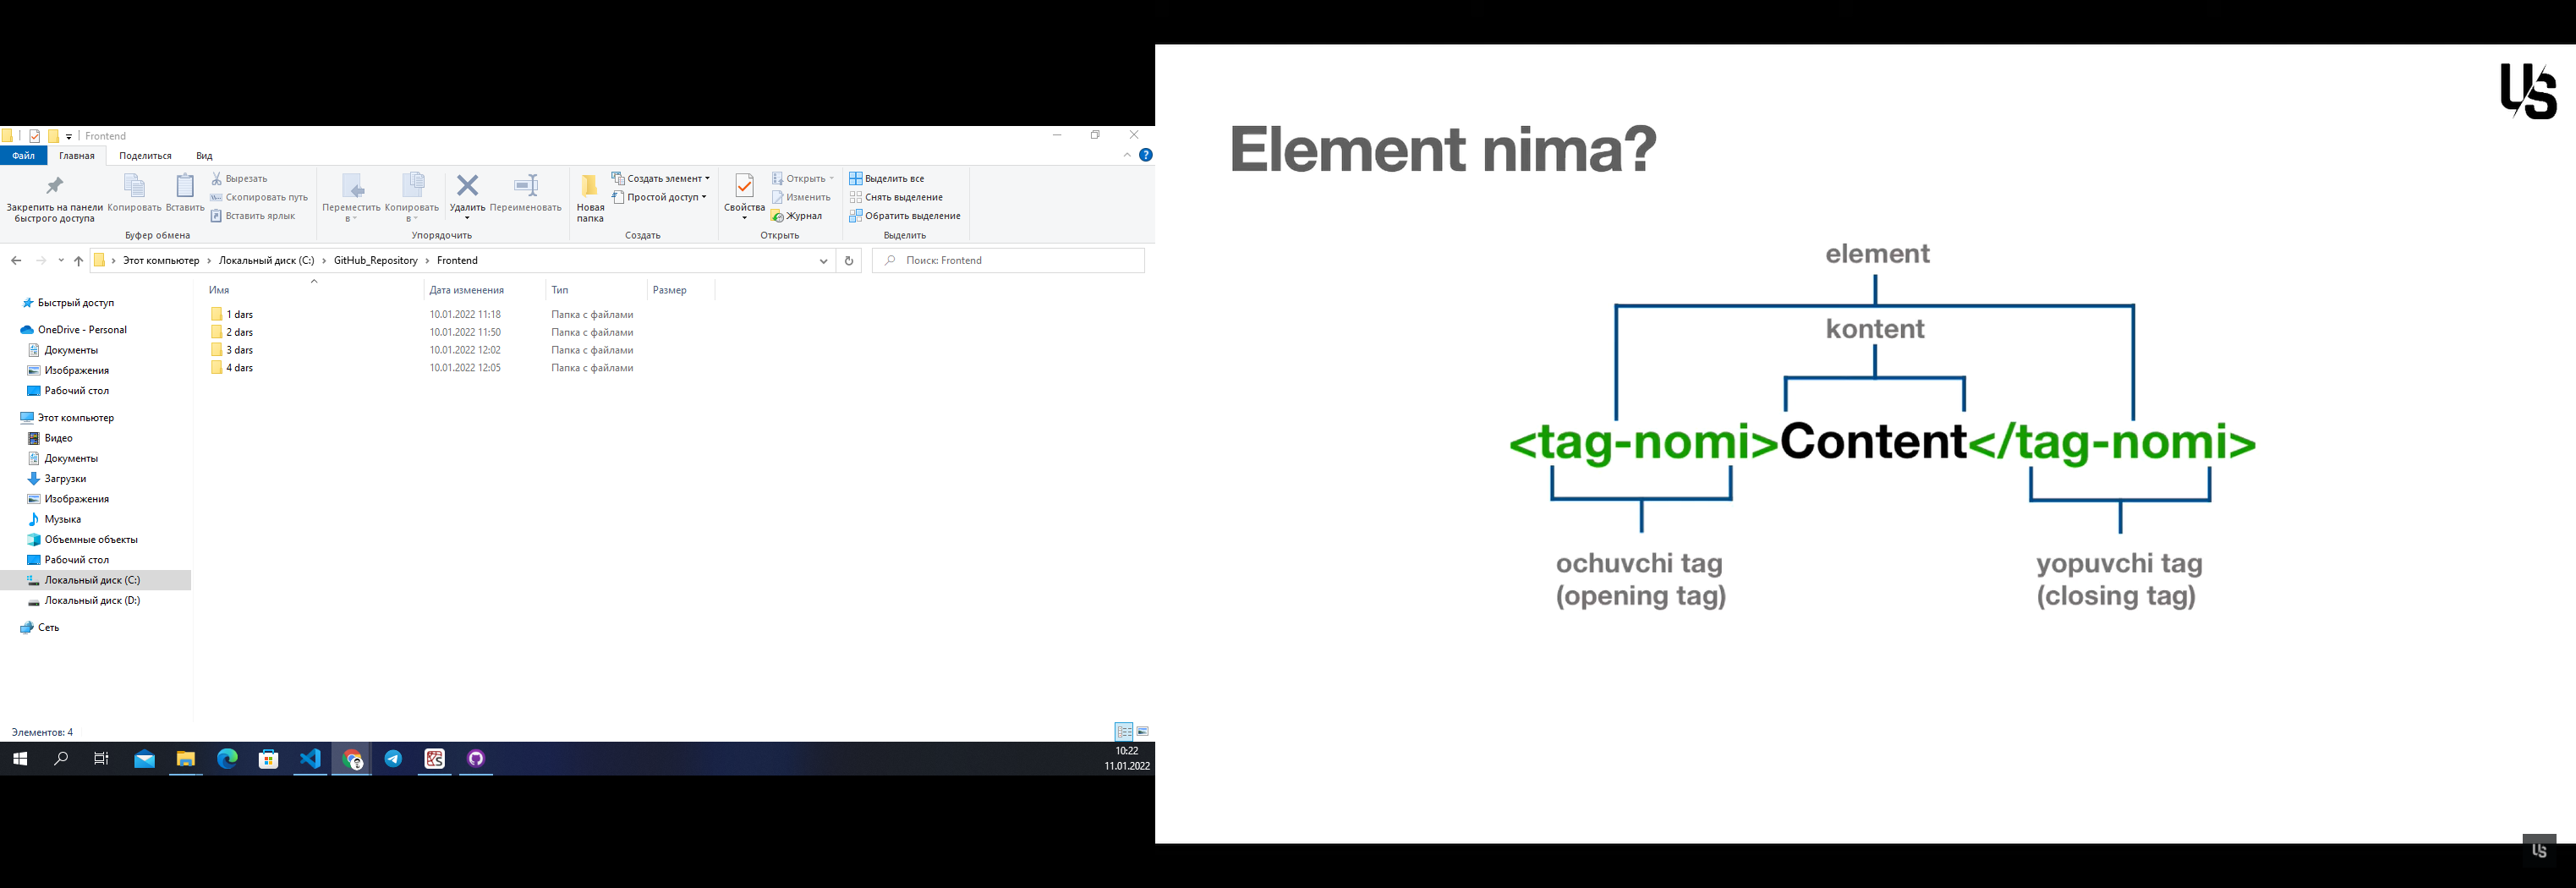 Frontend
Файл Главная Поделиться Вид
Закрепить на панели
быстрого доступа
Копировать
Вставить
Вырезать
Скопировать путь
Вставить ярлык
Буфер обмена
Переместить
в
Копировать
в
Удалить
Переименовать
Упорядочить
Новая
папка
Создать элемент
Простой доступ
Создать
Свойства
Открыть
Изменить
Журнал
Открыть
Выделить все
Снять выделение
Обратить выделение
Выделить
Этот компьютер › Локальный диск (C:) › GitHub_Repository › Frontend
Поиск: Frontend
Имя Дата изменения Тип Размер
1 dars 10.01.2022 11:18 Папка с файлами
2 dars 10.01.2022 11:50 Папка с файлами
3 dars 10.01.2022 12:02 Папка с файлами
4 dars 10.01.2022 12:05 Папка с файлами
Быстрый доступ
OneDrive - Personal
Документы
Изображения
Рабочий стол
Этот компьютер
Видео
Документы
Загрузки
Изображения
Музыка
Объемные объекты
Рабочий стол
Локальный диск (C:)
Локальный диск (D:)
Сеть
Элементов: 4
10:22
11.01.2022
US
Element nima?
element
kontent
<tag-nomi>Content</tag-nomi>
ochuvchi tag
(opening tag)
yopuvchi tag
(closing tag)
US